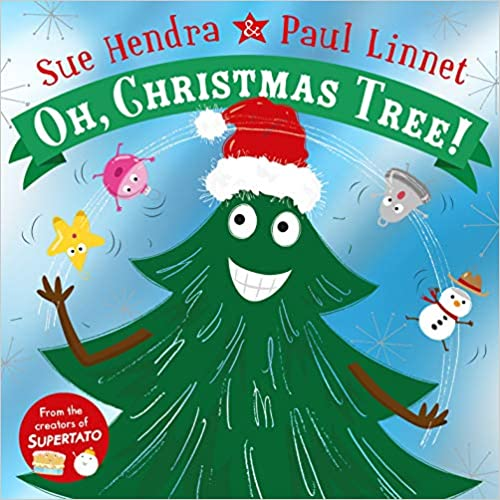 Sue Hendra & Paul Linnet
OH, CHRISTMAS TREE!
From the
creators of
SUPERTATO